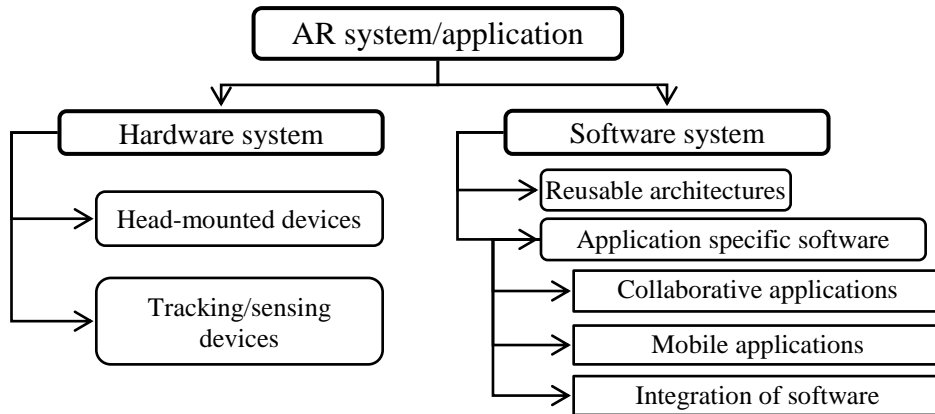 AR system/application
Hardware system
Software system
Head-mounted devices
Tracking/sensing
devices
Reusable architectures
Application specific software
Collaborative applications
Mobile applications
Integration of software